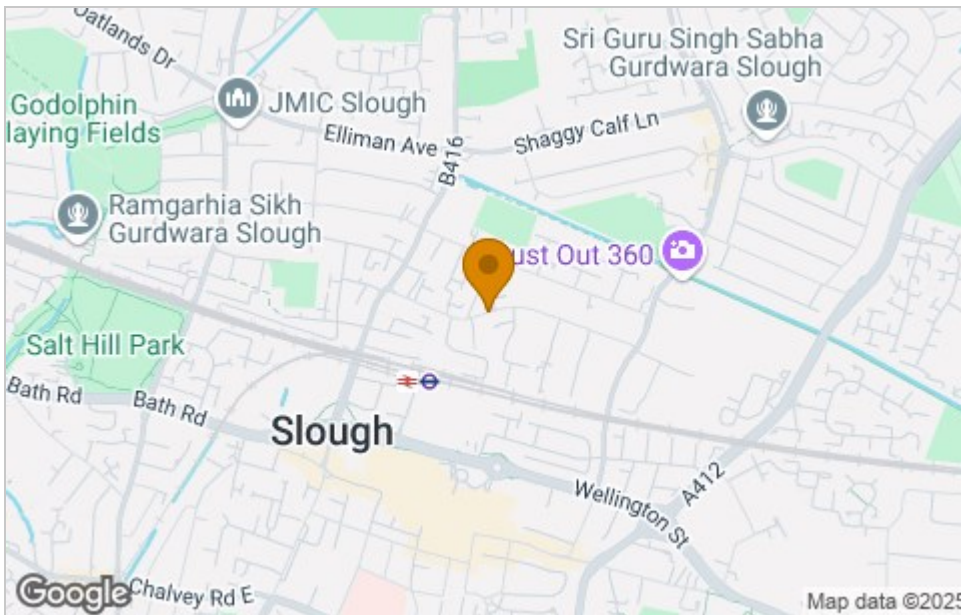 Oatlands Dr
Sri Guru Singh Sabha
Gurdwara Slough
Godolphin
laying Fields
JMIC Slough
Elliman Ave
B416
Shaggy Calf Ln
Ramgarhia Sikh
Gurdwara Slough
ust Out 360
Salt Hill Park
Bath Rd
Bath Rd
Slough
Wellington St
A412
Chalvey Rd E
Google
Map data ©2025